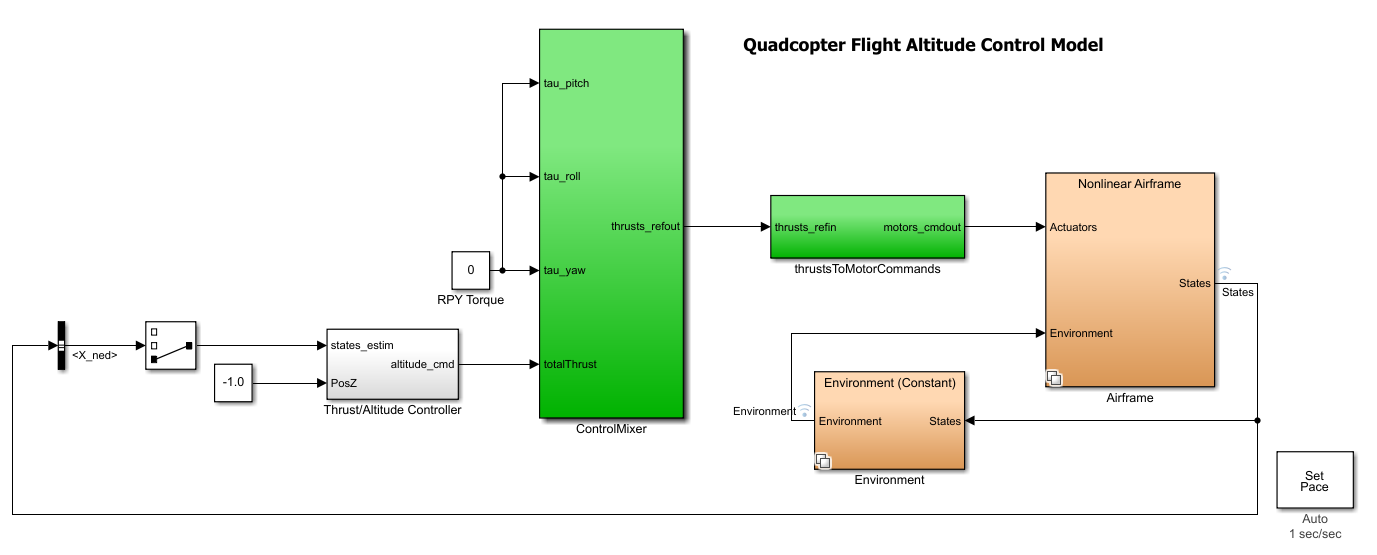 Quadcopter Flight Altitude Control Model
tau_pitch
tau_roll
thrusts_refout
tau_yaw
totalThrust
ControlMixer
0
RPY Torque
<X_ned>
states_estim
altitude_cmd
PosZ
-1.0
Thrust/Altitude Controller
thrusts_refin
motors_cmdout
thrustsToMotorCommands
Nonlinear Airframe
Actuators
States
States
Environment
Airframe
Environment (Constant)
Environment
Environment
States
Environment
Set
Pace
Auto
1 sec/sec